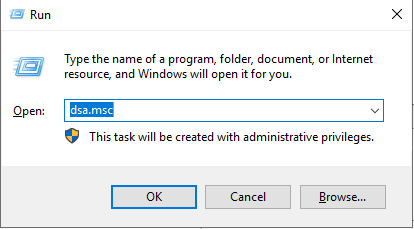 Run
Type the name of a program, folder, document, or Internet
resource, and Windows will open it for you.
Open: dsa.msc
This task will be created with administrative privileges.
OK Cancel Browse...